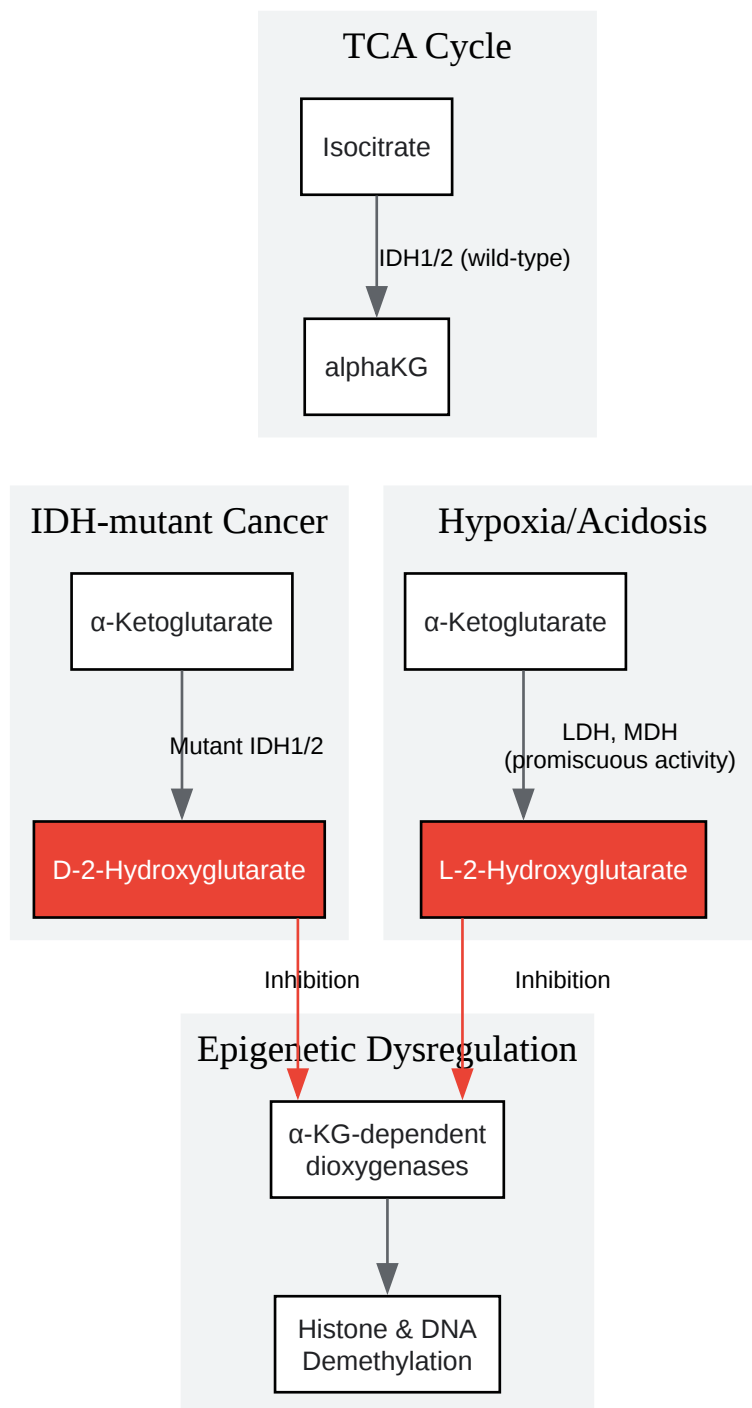 TCA Cycle
Isocitrate
IDH1/2 (wild-type)
alphaKG
IDH-mutant Cancer
α-Ketoglutarate
Mutant IDH1/2
D-2-Hydroxyglutarate
Inhibition
Hypoxia/Acidosis
α-Ketoglutarate
LDH, MDH
(promiscuous activity)
L-2-Hydroxyglutarate
Inhibition
Epigenetic Dysregulation
α-KG-dependent
dioxygenases
Histone & DNA
Demethylation